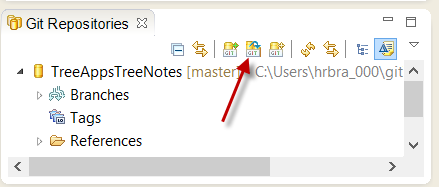 Git Repositories
TreeAppsTreeNotes [master] - C:\Users\hrbra_000\git
Branches
Tags
References